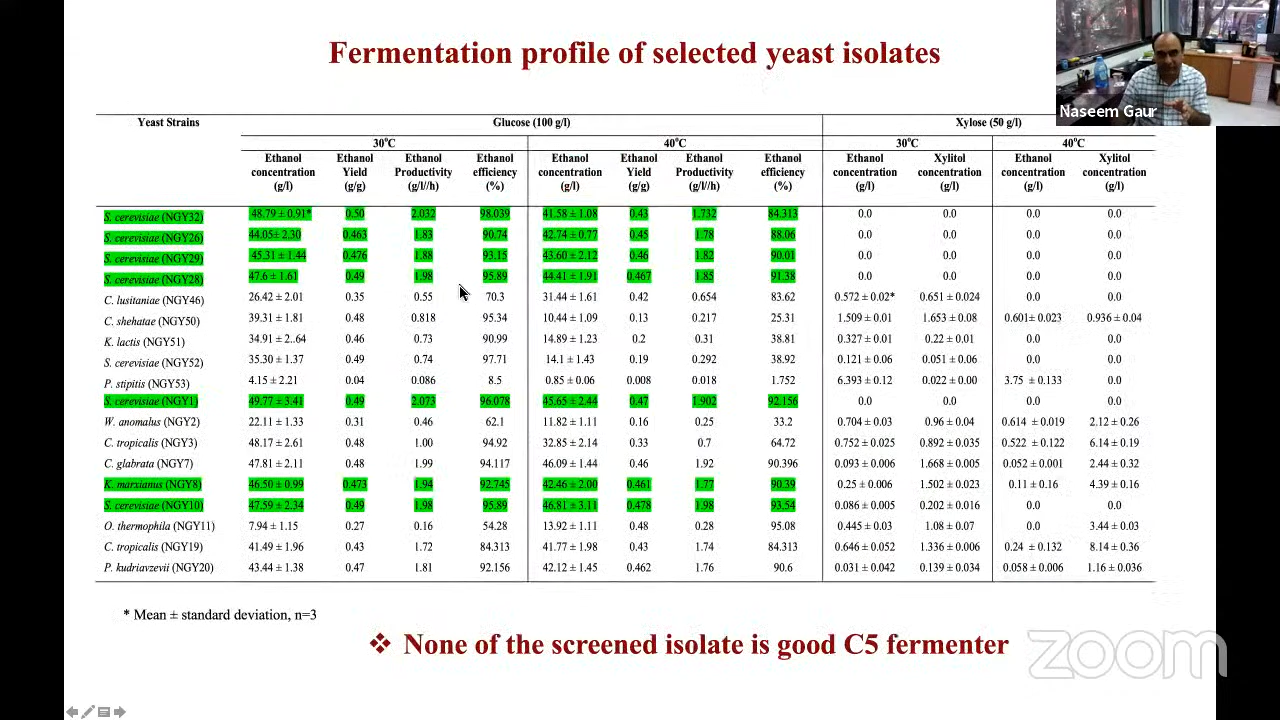 Fermentation profile of selected yeast isolates
Naseem Gaur
Yeast Strains Glucose (100 g/l) Xylose (50 g/l)
30°C 40°C 30°C 40°C
Ethanol concentration (g/l) Ethanol Yield (g/g) Ethanol Productivity (g/l//h) Ethanol efficiency (%) Ethanol concentration (g/l) Ethanol Yield (g/g) Ethanol Productivity (g/l//h) Ethanol efficiency (%) Ethanol concentration (g/l) Xylitol concentration (g/l) Ethanol concentration (g/l) Xylitol concentration (g/l)
S. cerevisiae (NGY32) 48.79 ± 0.91* 0.50 2.032 98.039 41.58 ± 1.08 0.43 1.732 84.313 0.0 0.0 0.0 0.0
S. cerevisiae (NGY26) 44.05± 2.30 0.463 1.83 90.74 42.74 ± 0.77 0.45 1.78 88.06 0.0 0.0 0.0 0.0
S. cerevisiae (NGY29) 45.31 ± 1.44 0.476 1.88 93.15 43.60 ± 2.12 0.46 1.82 90.01 0.0 0.0 0.0 0.0
S. cerevisiae (NGY28) 47.6 ± 1.61 0.49 1.98 95.89 44.41 ± 1.91 0.467 1.85 91.38 0.0 0.0 0.0 0.0
C. lusitaniae (NGY46) 26.42 ± 2.01 0.35 0.55 70.3 31.44 ± 1.61 0.42 0.654 83.62 0.572 ± 0.02* 0.651 ± 0.024 0.0 0.0
C. shehatae (NGY50) 39.31 ± 1.81 0.48 0.818 95.34 10.44 ± 1.09 0.13 0.217 25.31 1.509 ± 0.01 1.653 ± 0.08 0.601± 0.023 0.936 ± 0.04
K. lactis (NGY51) 34.91 ± 2..64 0.46 0.73 90.99 14.89 ± 1.23 0.2 0.31 38.81 0.327 ± 0.01 0.22 ± 0.01 0.0 0.0
S. cerevisiae (NGY52) 35.30 ± 1.37 0.49 0.74 97.71 14.1 ± 1.43 0.19 0.292 38.92 0.121 ± 0.06 0.051 ± 0.06 0.0 0.0
P. stipitis (NGY53) 4.15 ± 2.21 0.04 0.086 8.5 0.85 ± 0.06 0.008 0.018 1.752 6.393 ± 0.12 0.022 ± 0.00 3.75 ± 0.133 0.0
S. cerevisiae (NGY1) 49.77 ± 3.41 0.49 2.073 96.078 45.65 ± 2.44 0.47 1.902 92.156 0.0 0.0 0.0 0.0
W. anomalus (NGY2) 22.11 ± 1.33 0.31 0.46 62.1 11.82 ± 1.11 0.16 0.25 33.2 0.704 ± 0.03 0.96 ± 0.04 0.614 ± 0.019 2.12 ± 0.26
C. tropicalis (NGY3) 48.17 ± 2.61 0.48 1.00 94.92 32.85 ± 2.14 0.33 0.7 64.72 0.752 ± 0.025 0.892 ± 0.035 0.522 ± 0.122 6.14 ± 0.19
C. glabrata (NGY7) 47.81 ± 2.11 0.48 1.99 94.117 46.09 ± 1.44 0.46 1.92 90.396 0.093 ± 0.006 1.668 ± 0.005 0.052 ± 0.001 2.44 ± 0.32
K. marxianus (NGY8) 46.50 ± 0.99 0.473 1.94 92.745 42.46 ± 2.00 0.461 1.77 90.39 0.25 ± 0.006 1.502 ± 0.023 0.11 ± 0.16 4.39 ± 0.16
S. cerevisiae (NGY10) 47.59 ± 2.34 0.49 1.98 95.89 46.81 ± 3.11 0.478 1.98 93.54 0.086 ± 0.005 0.202 ± 0.016 0.0 0.0
O. thermophila (NGY11) 7.94 ± 1.15 0.27 0.16 54.28 13.92 ± 1.11 0.48 0.28 95.08 0.445 ± 0.03 1.08 ± 0.07 0.0 3.44 ± 0.03
C. tropicalis (NGY19) 41.49 ± 1.96 0.43 1.72 84.313 41.77 ± 1.98 0.43 1.74 84.313 0.646 ± 0.052 1.336 ± 0.006 0.24 ± 0.132 8.14 ± 0.36
P. kudriavzevii (NGY20) 43.44 ± 1.38 0.47 1.81 92.156 42.12 ± 1.45 0.462 1.76 90.6 0.031 ± 0.042 0.139 ± 0.034 0.058 ± 0.006 1.16 ± 0.036
* Mean ± standard deviation, n=3
❖ None of the screened isolate is good C5 fermenter
zoom